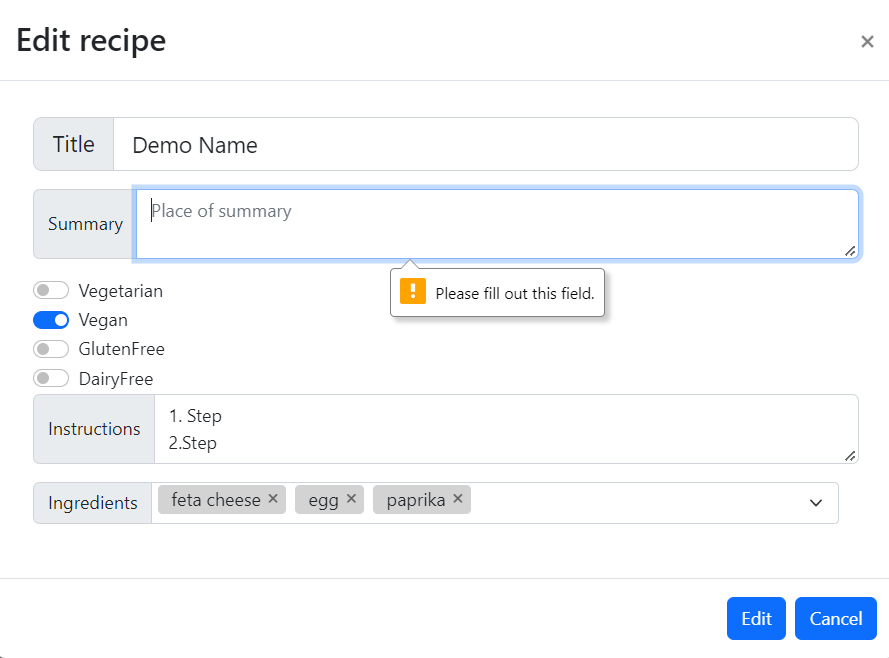 Edit recipe ×
Title Demo Name
Summary Place of summary
Please fill out this field.
Vegetarian
Vegan
GlutenFree
DairyFree
Instructions 1. Step
2.Step
Ingredients feta cheese × egg × paprika ×
Edit Cancel